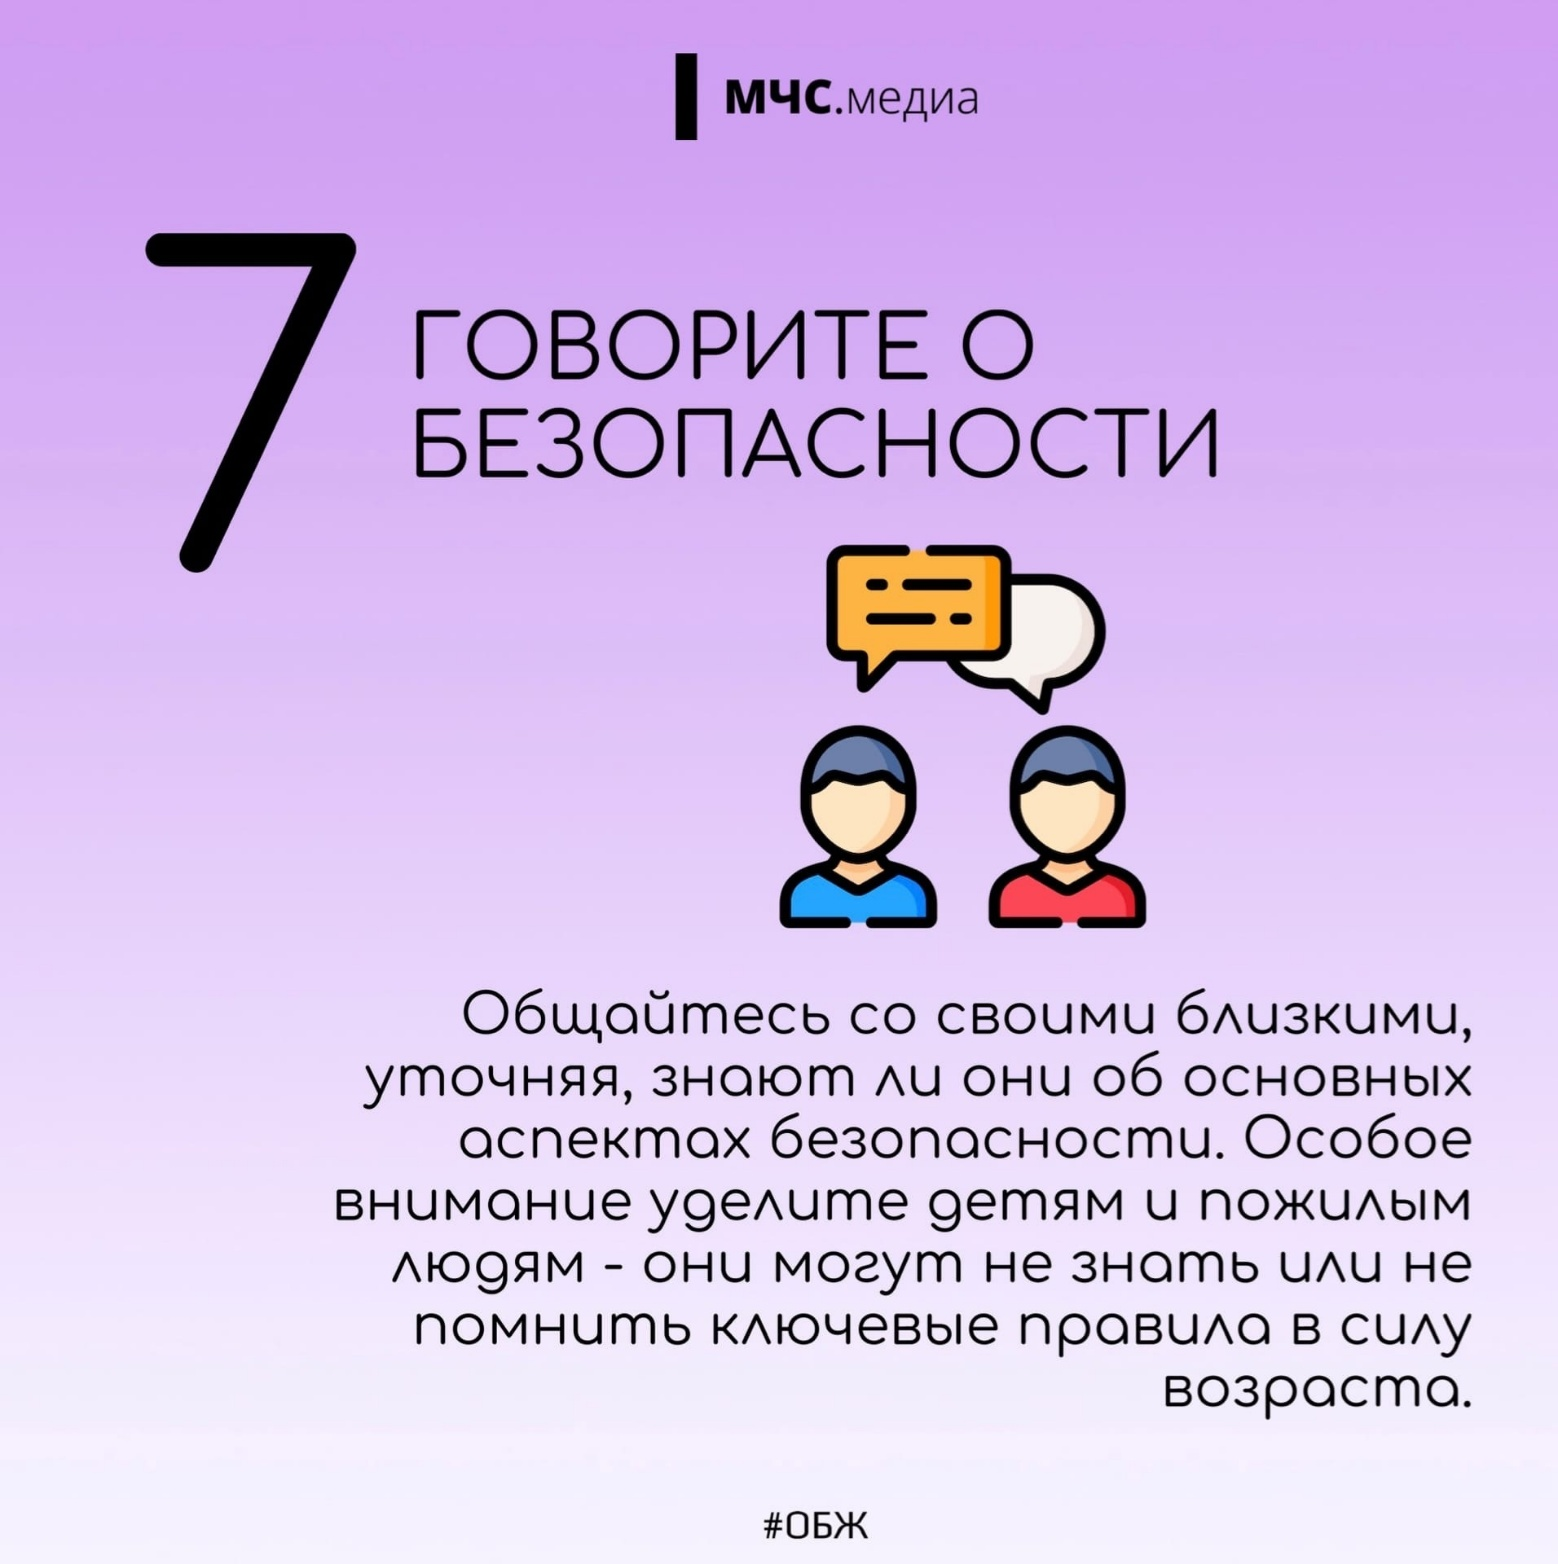 МЧС.медиа
7
ГОВОРИТЕ О
БЕЗОПАСНОСТИ
Общайтесь со своими близкими,
уточняя, знают ли они об основных
аспектах безопасности. Особое
внимание уделите детям и пожилым
людям - они могут не знать или не
помнить ключевые правила в силу
возраста.
#ОБЖ